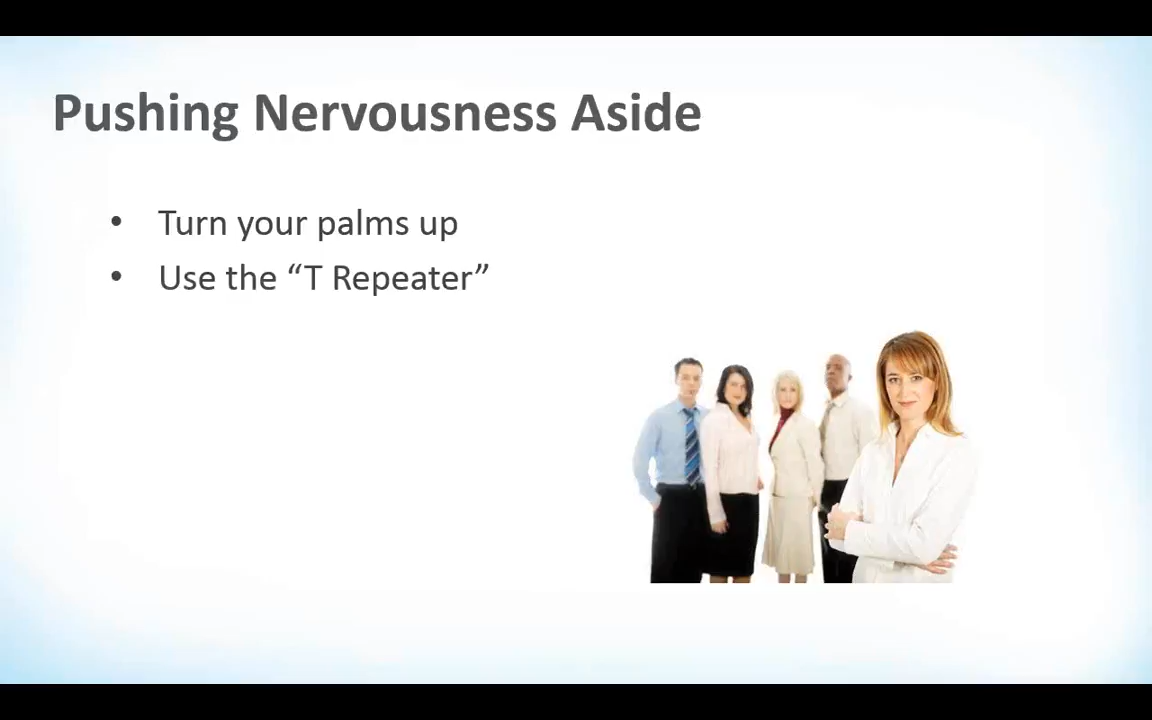 Pushing Nervousness Aside
• Turn your palms up
• Use the “T Repeater”